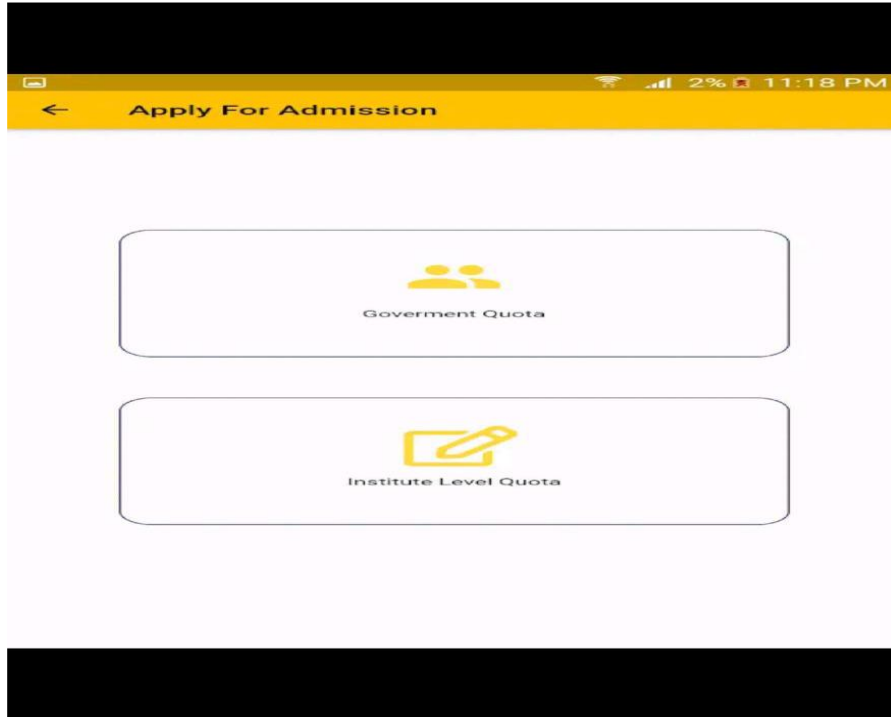 2% 11:18 PM
Apply For Admission
Goverment Quota
Institute Level Quota